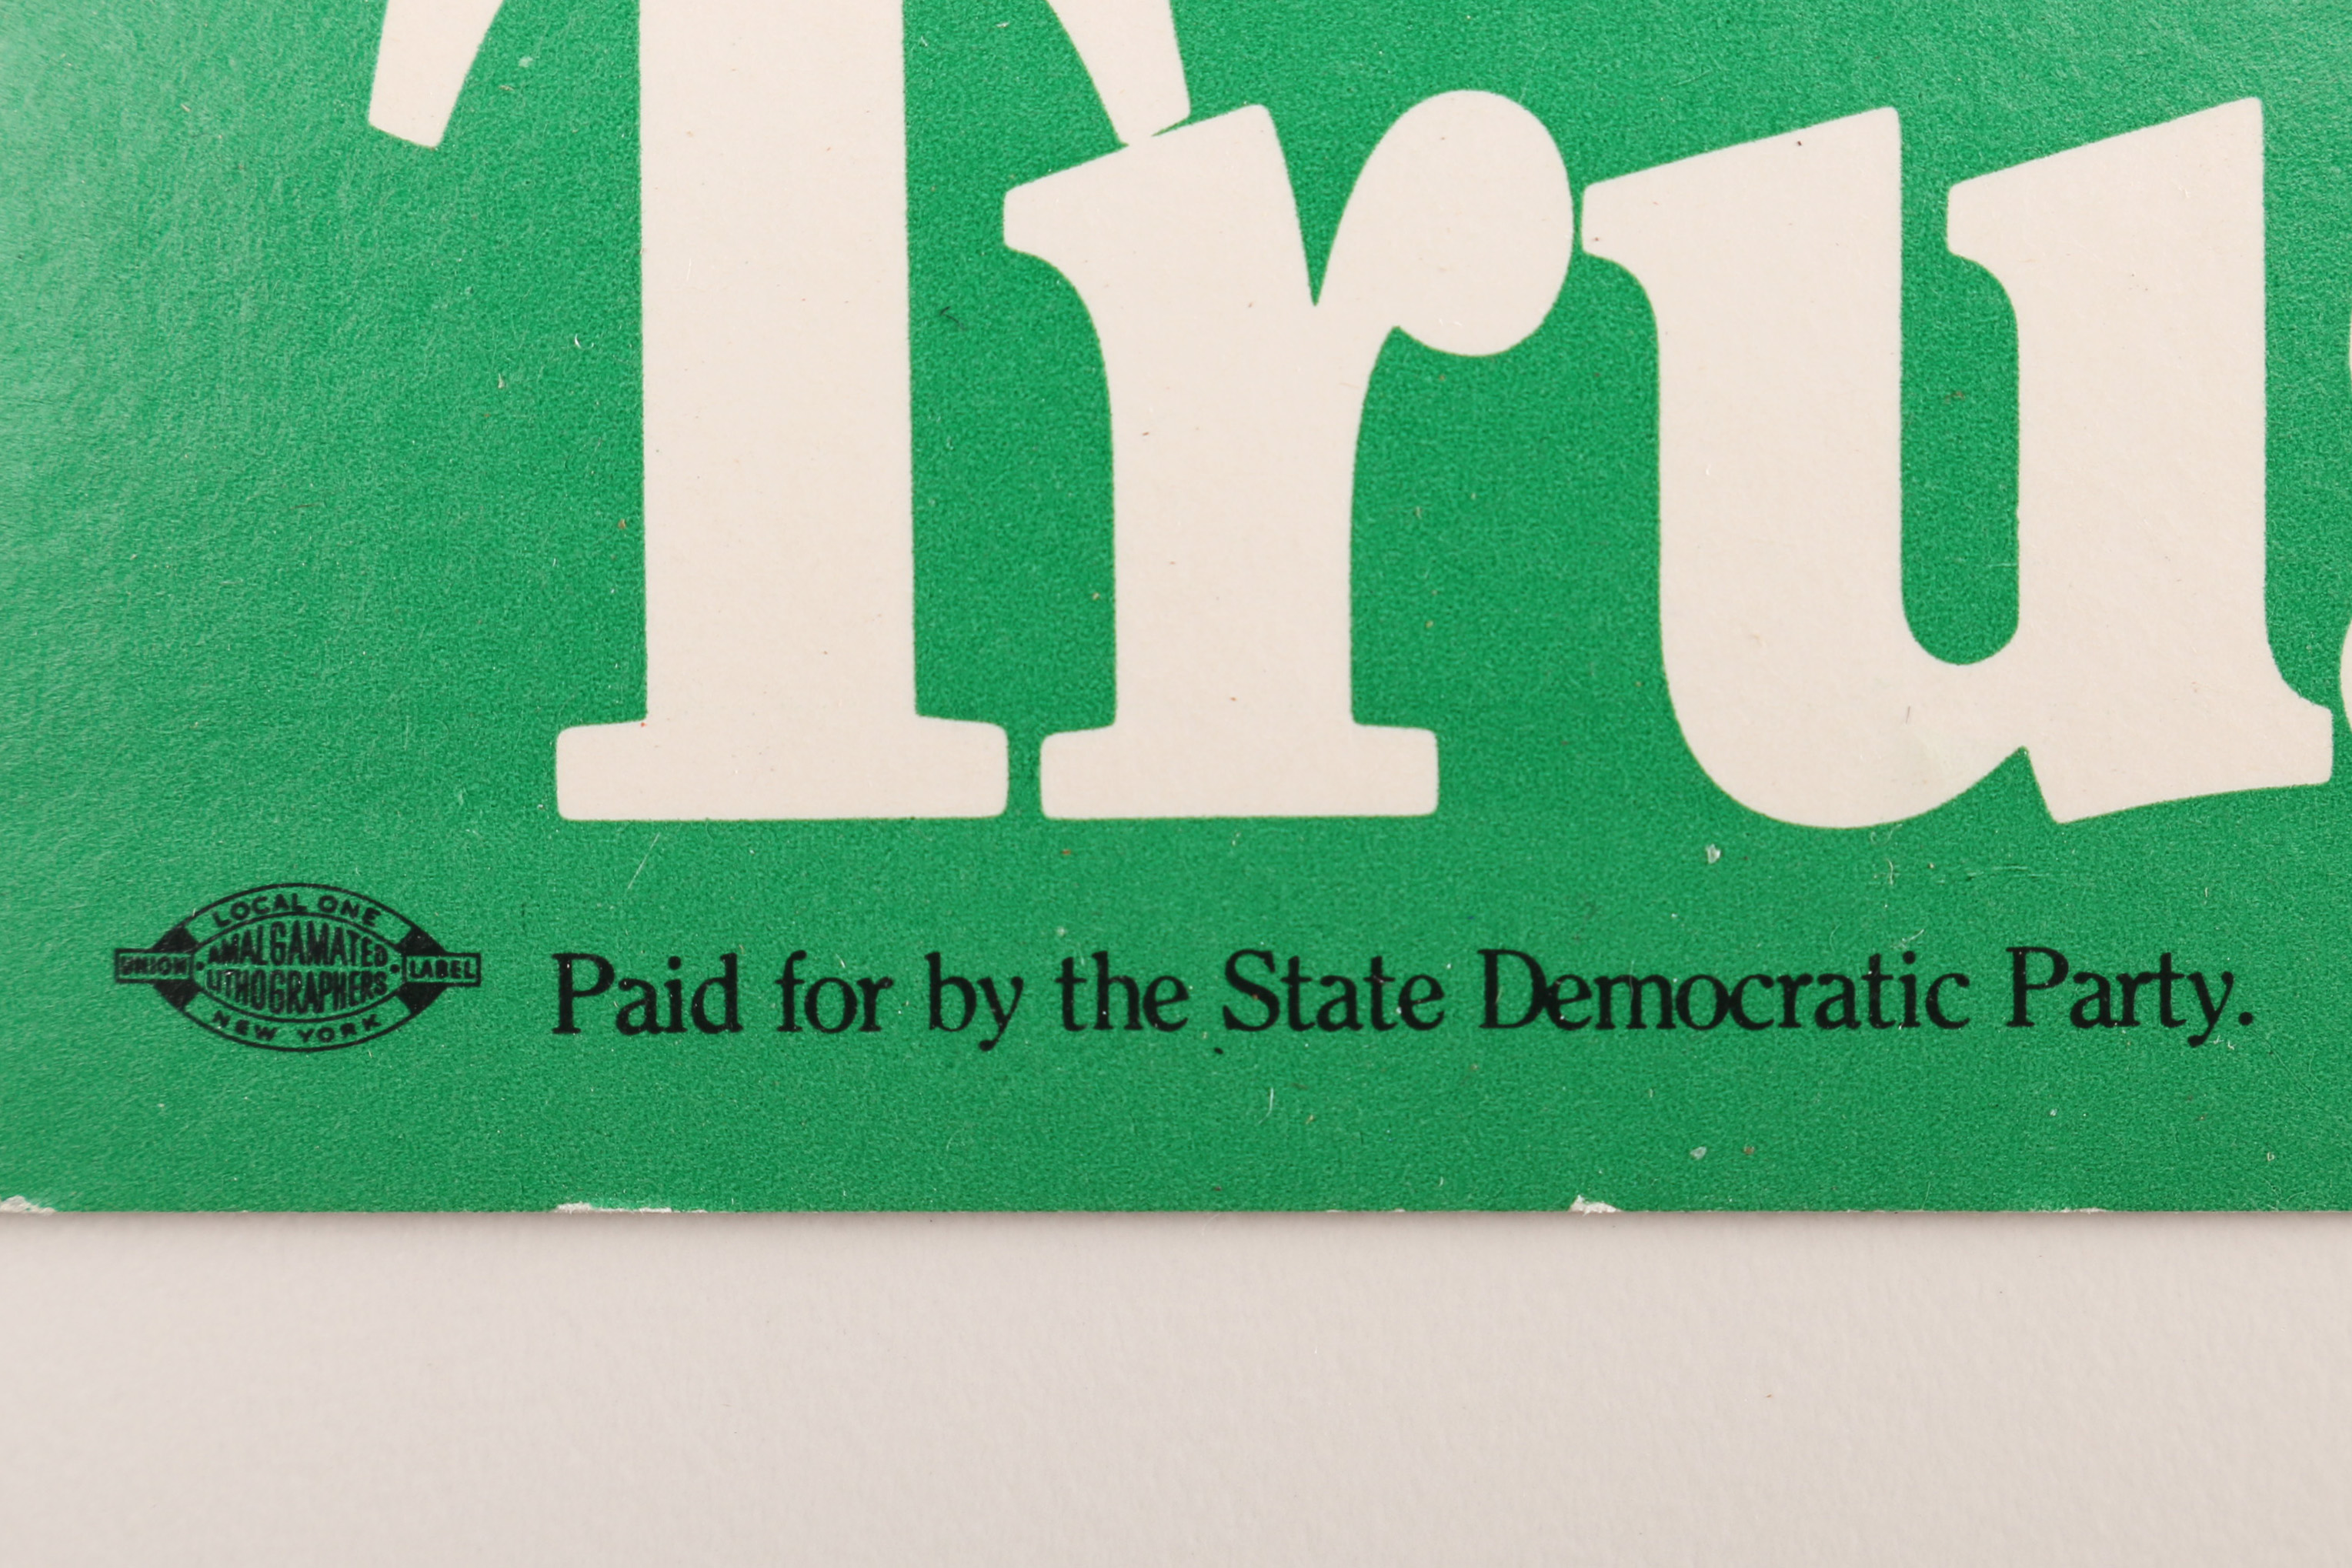 Tru
LOCAL ONE
AMALGAMATED
UNION LABEL
LITHOGRAPHERS
NEW YORK
Paid for by the State Democratic Party.